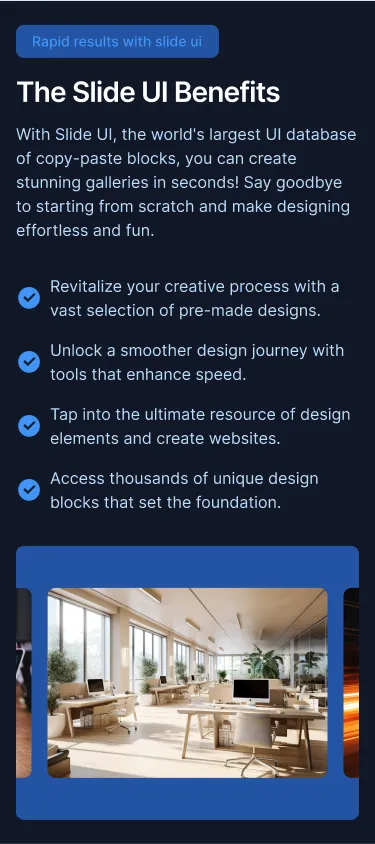 Rapid results with slide ui
The Slide UI Benefits
With Slide UI, the world's largest UI database
of copy-paste blocks, you can create
stunning galleries in seconds! Say goodbye
to starting from scratch and make designing
effortless and fun.
Revitalize your creative process with a
vast selection of pre-made designs.
Unlock a smoother design journey with
tools that enhance speed.
Tap into the ultimate resource of design
elements and create websites.
Access thousands of unique design
blocks that set the foundation.